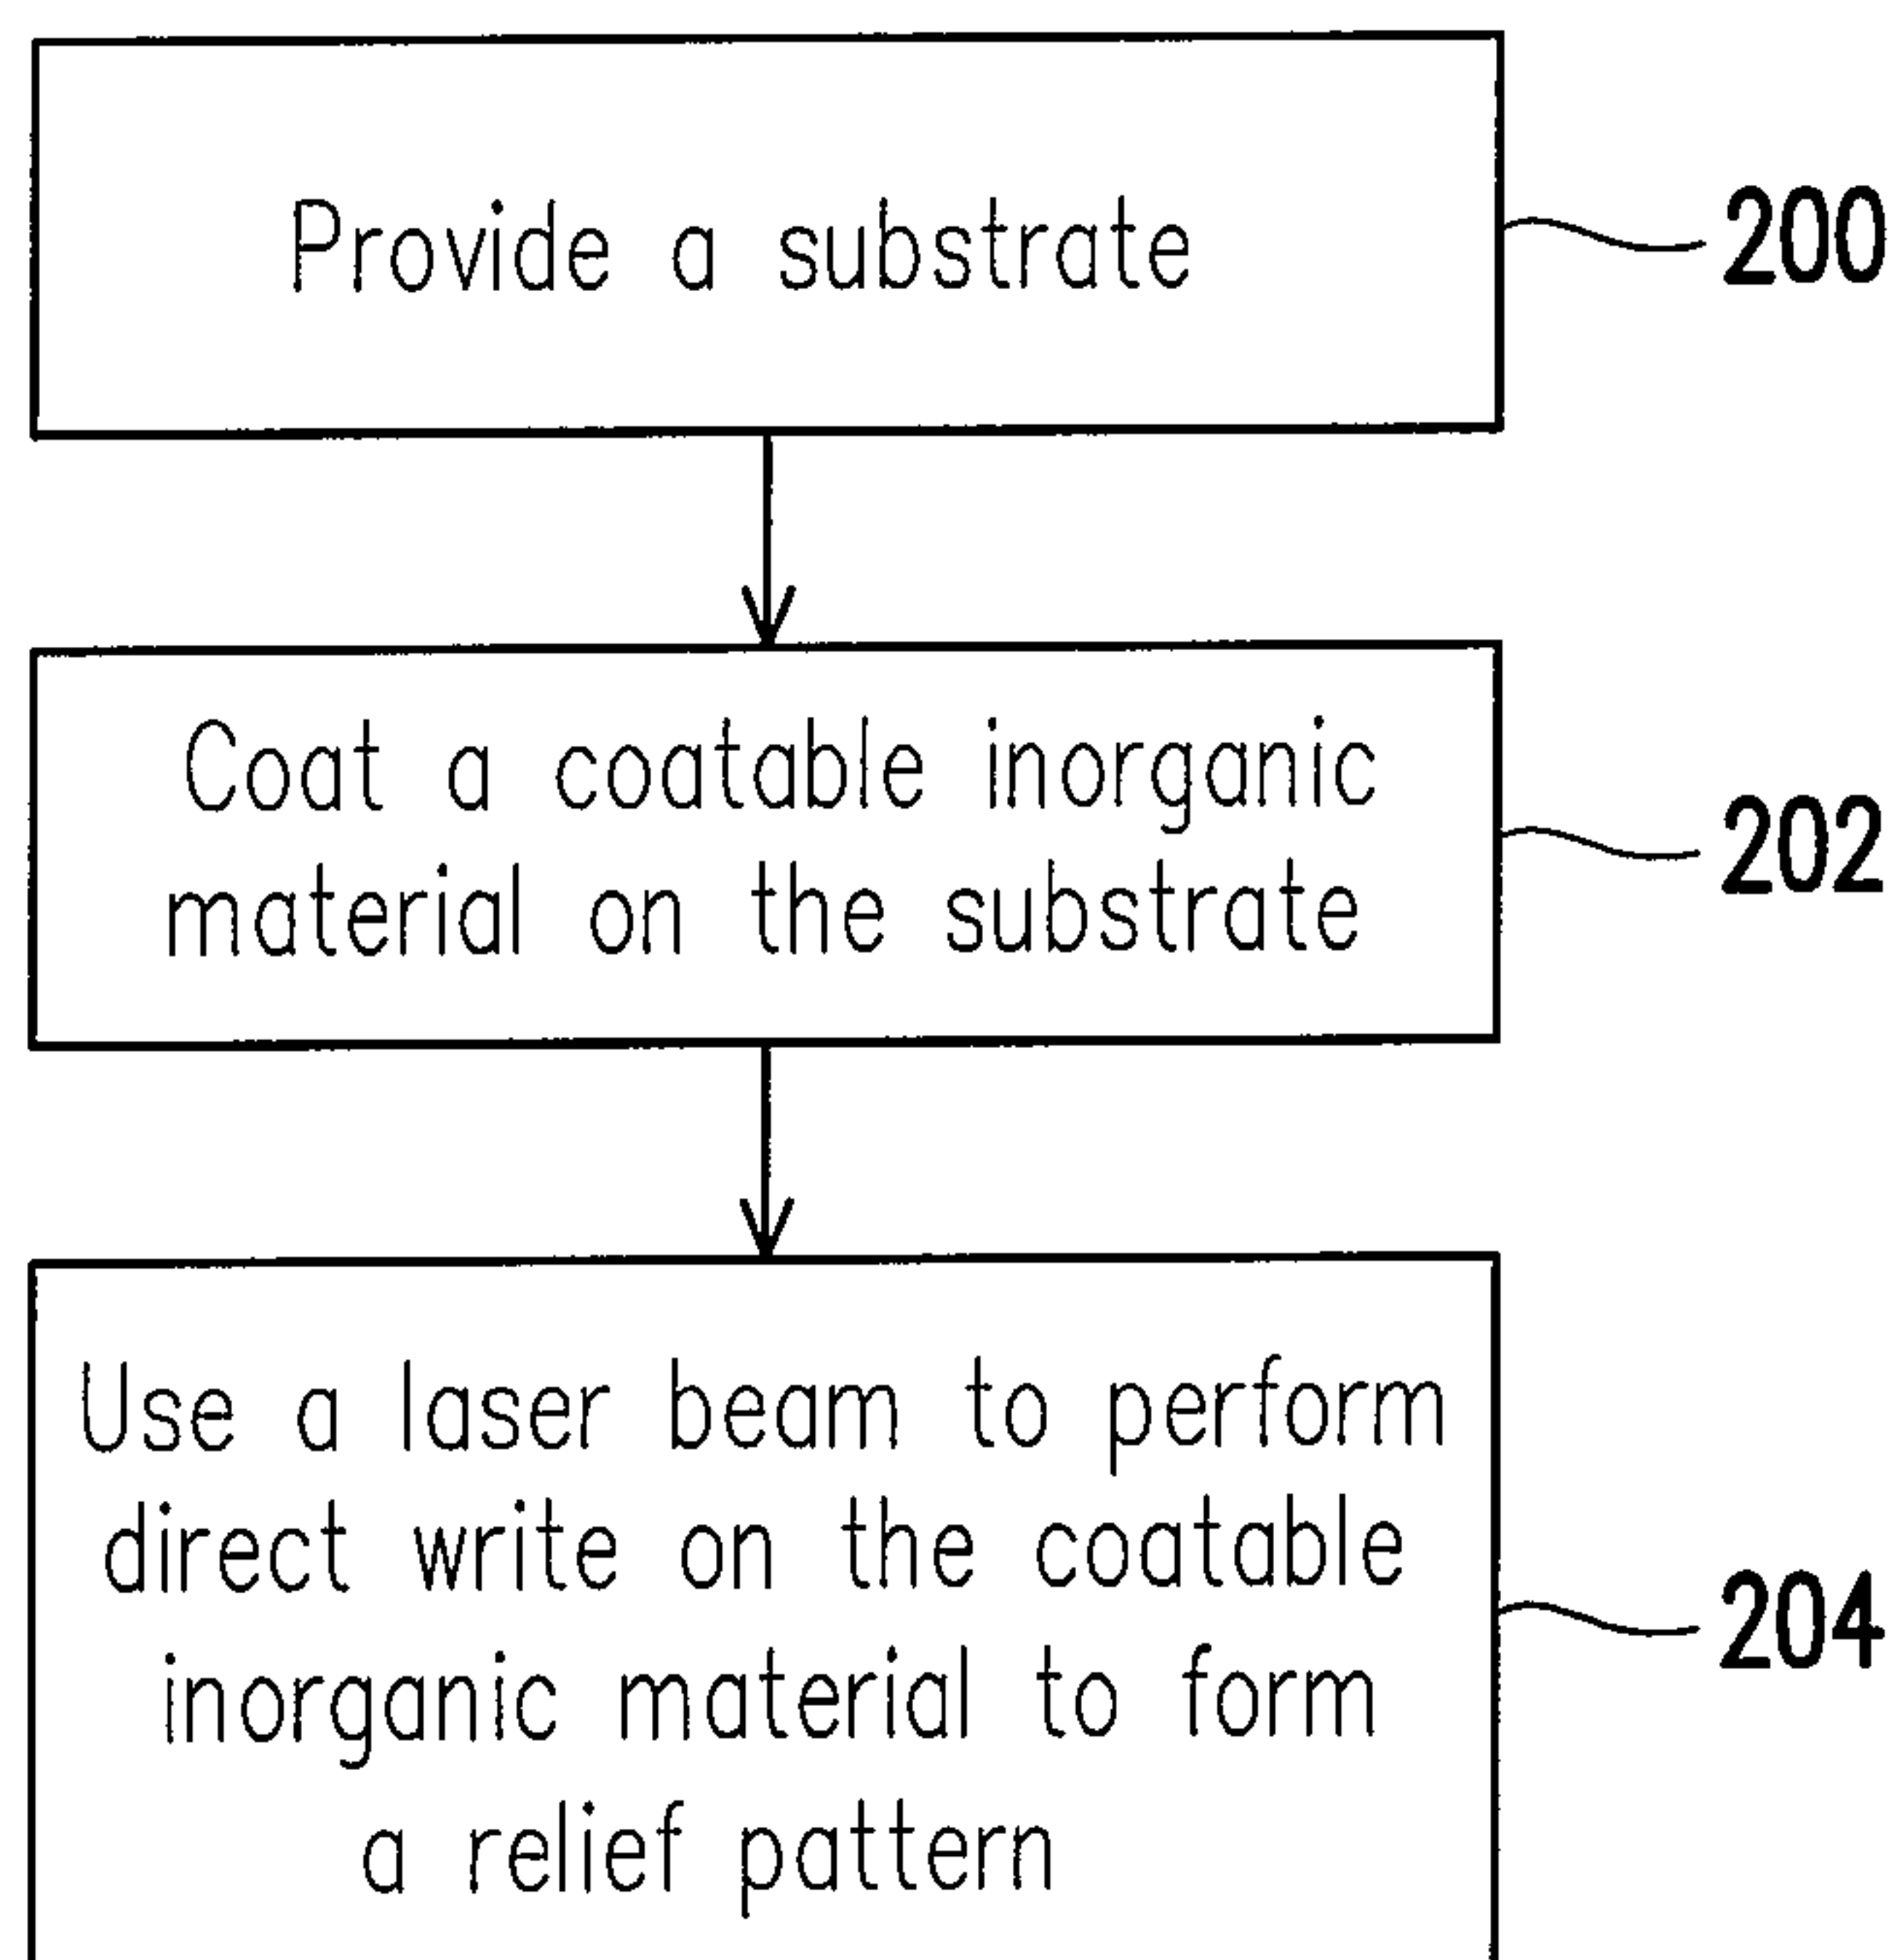 Provide a substrate
200
Coat a coatable inorganic
material on the substrate
202
Use a laser beam to perform
direct write on the coatable
inorganic material to form
a relief pattern
204